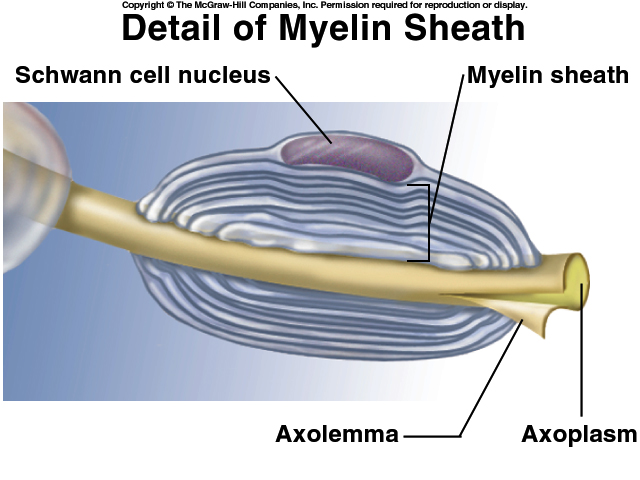 Copyright © The McGraw-Hill Companies, Inc. Permission required for reproduction or display.
Detail of Myelin Sheath
Schwann cell nucleus
Myelin sheath
Axolemma
Axoplasm